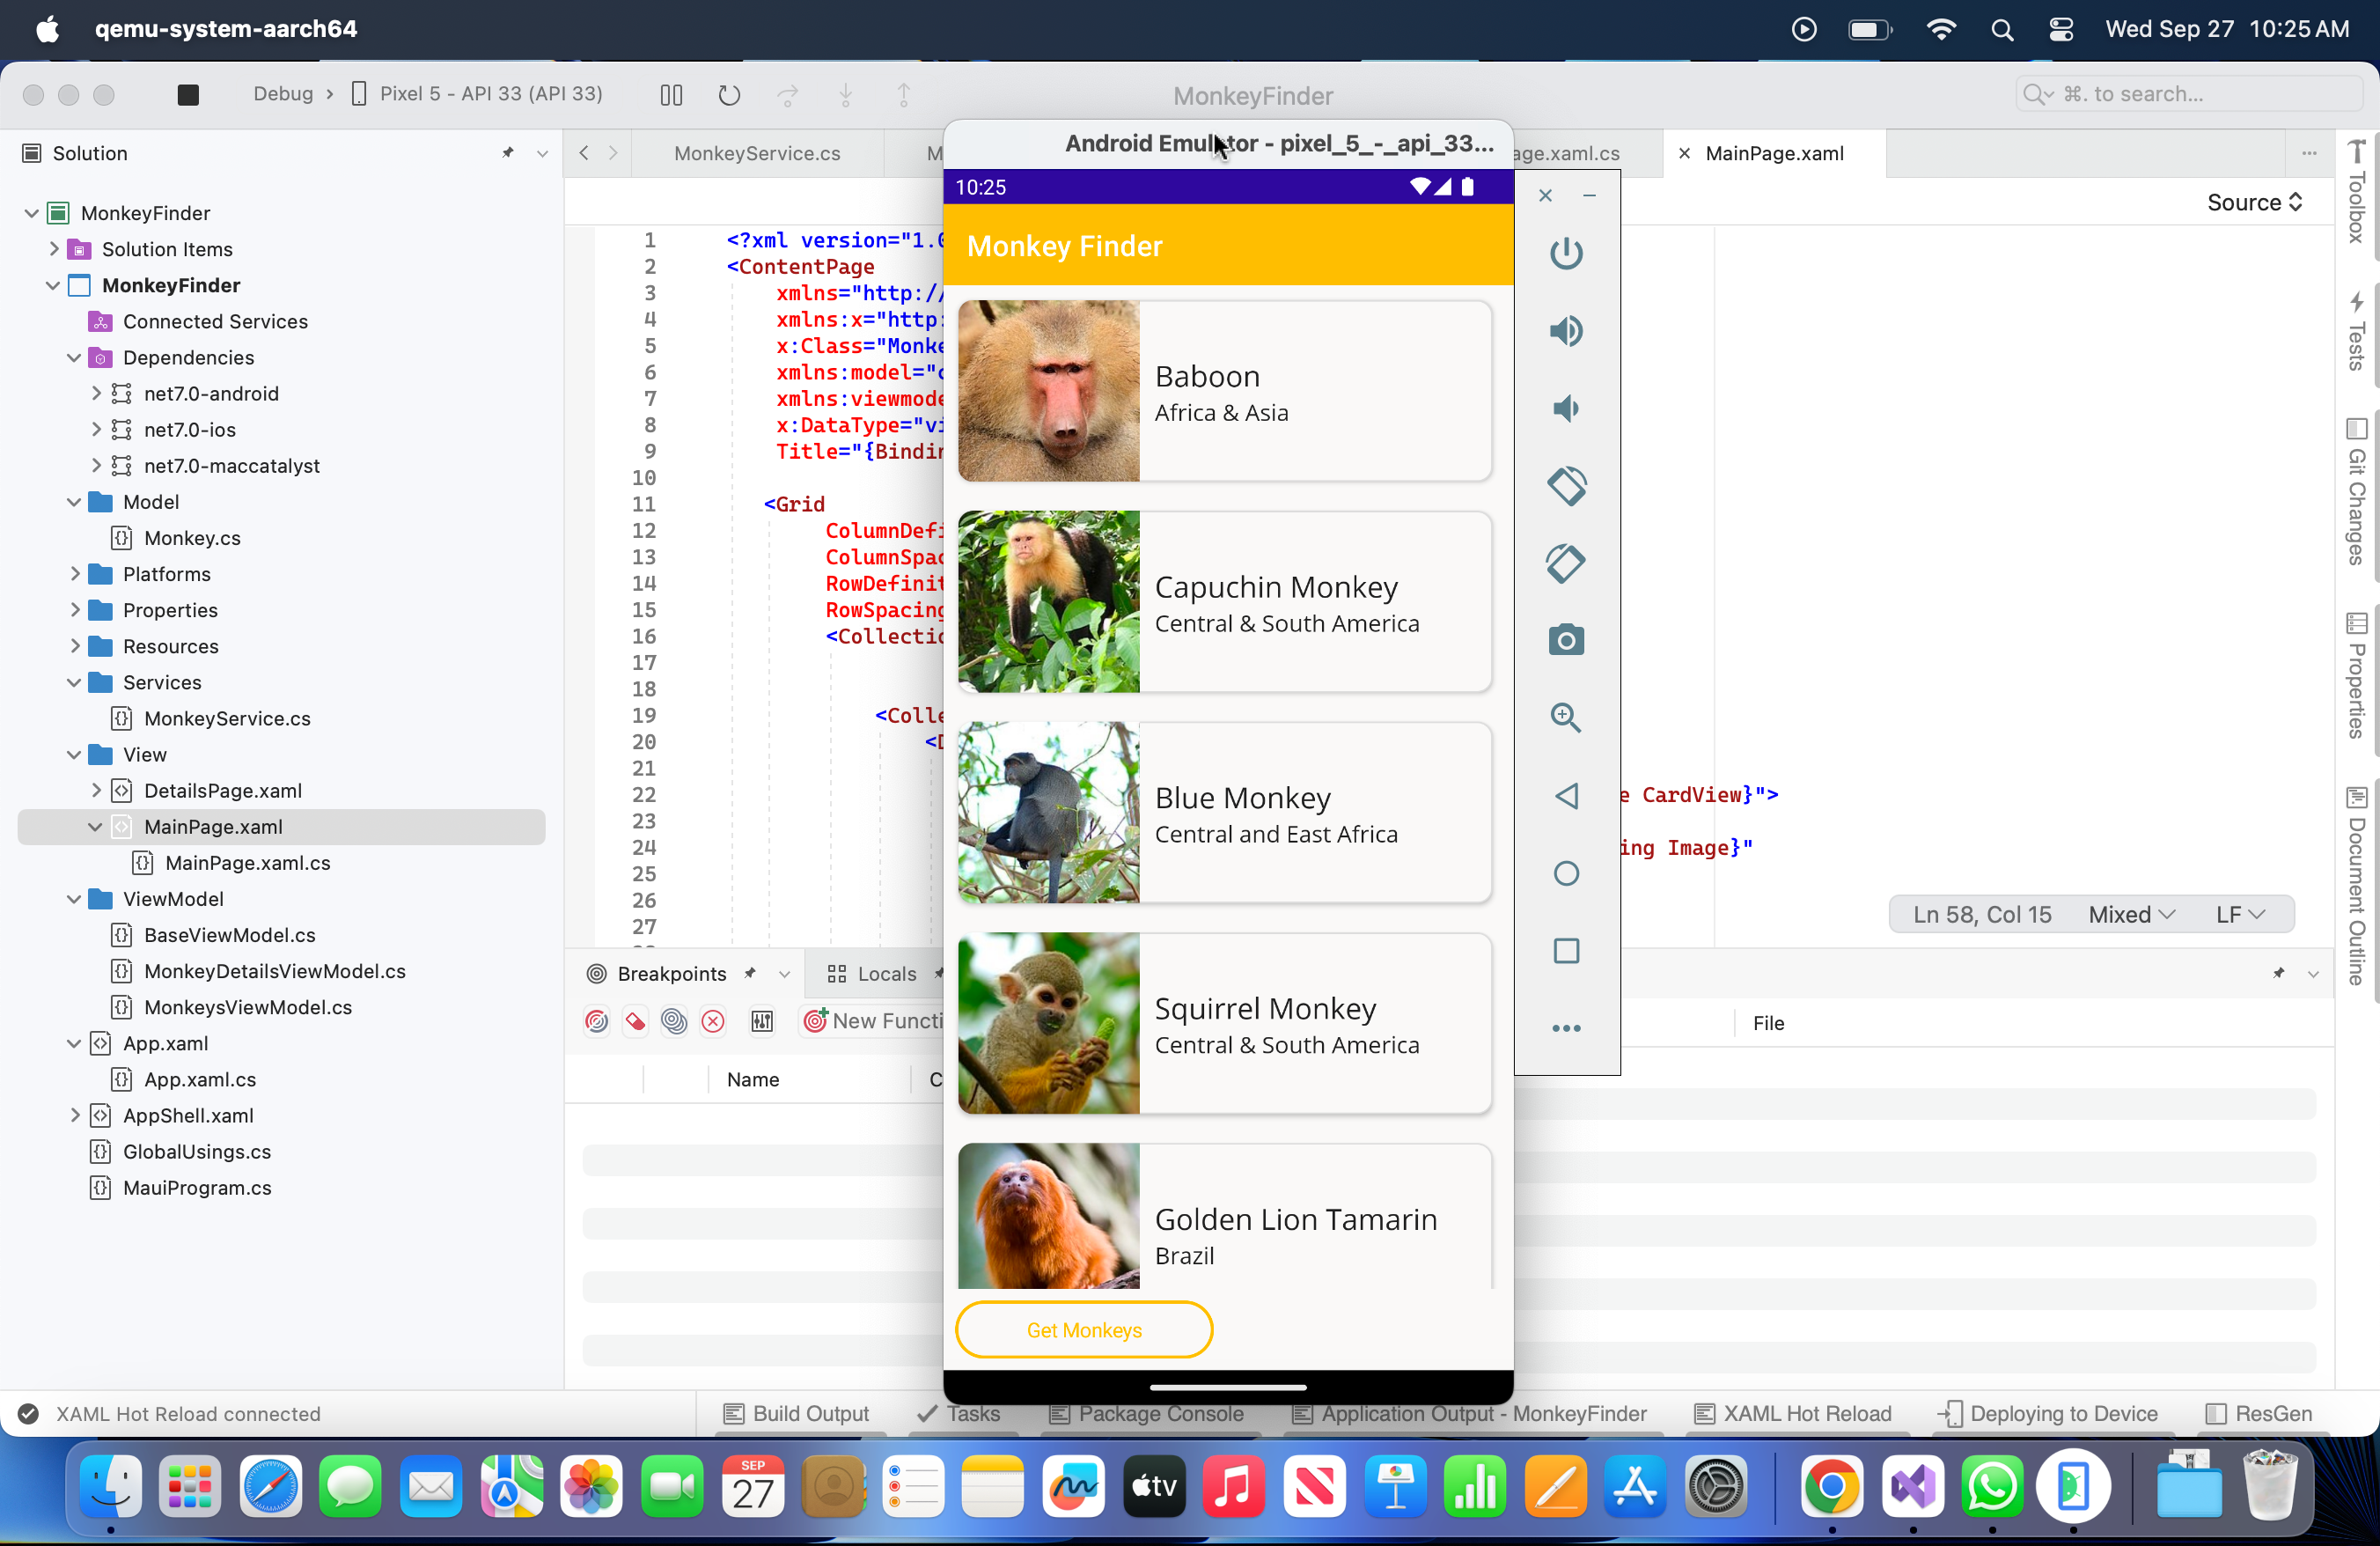 qemu-system-aarch64
Wed Sep 27 10:25 AM
Debug › Pixel 5 - API 33 (API 33)
MonkeyFinder
⌘. to search...
Solution
MonkeyFinder
Solution Items
MonkeyFinder
Connected Services
Dependencies
net7.0-android
net7.0-ios
net7.0-maccatalyst
Model
Monkey.cs
Platforms
Properties
Resources
Services
MonkeyService.cs
View
DetailsPage.xaml
MainPage.xaml
MainPage.xaml.cs
ViewModel
BaseViewModel.cs
MonkeyDetailsViewModel.cs
MonkeysViewModel.cs
App.xaml
App.xaml.cs
AppShell.xaml
GlobalUsings.cs
MauiProgram.cs
MonkeyService.cs
age.xaml.cs
MainPage.xaml
Source
1 <?xml version="1.0
2 <ContentPage
3 xmlns="http:/
4 xmlns:x="http:
5 x:Class="Monke
6 xmlns:model="c
7 xmlns:viewmode
8 x:DataType="vi
9 Title="{Bindin
10
11 <Grid
12 ColumnDefi
13 ColumnSpac
14 RowDefinit
15 RowSpacing
16 <Collectio
17
18
19 <Colle
20 <D
21
22 e CardView}">
23
24 ing Image}"
25
26
27
Ln 58, Col 15 Mixed LF
Android Emulator - pixel_5_-_api_33...
10:25
Monkey Finder
Baboon
Africa & Asia
Capuchin Monkey
Central & South America
Blue Monkey
Central and East Africa
Squirrel Monkey
Central & South America
Golden Lion Tamarin
Brazil
Get Monkeys
Toolbox
Tests
Git Changes
Properties
Document Outline
Breakpoints
Locals
New Functi
Name
File
XAML Hot Reload connected
Build Output
Tasks
Package Console
Application Output - MonkeyFinder
XAML Hot Reload
Deploying to Device
ResGen
SEP
27
tv